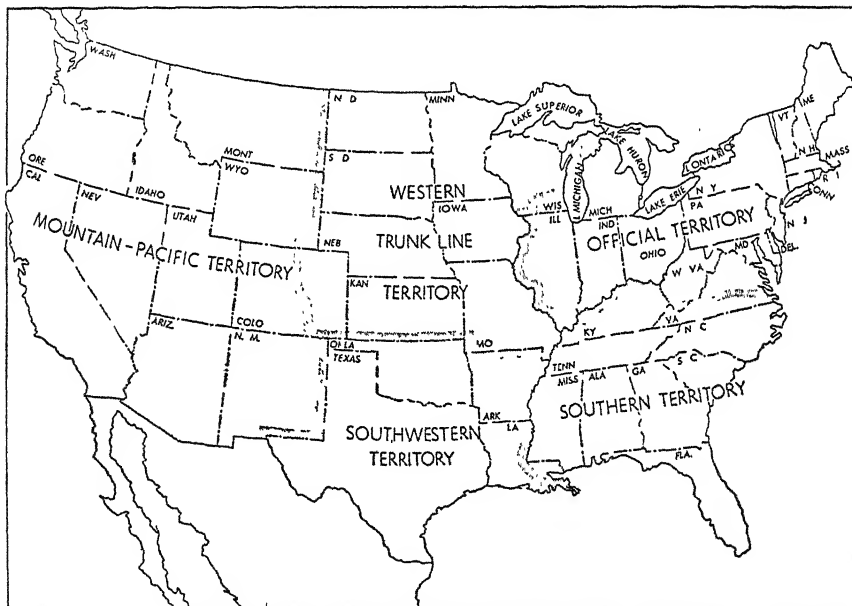 WASH
N D
MINN
LAKE SUPERIOR
ME
VT
MONT
S D
LAKE HURON
ONTARIO
N H
MASS
ORE
WYO
R I
CAL
NEV
IDAHO
WESTERN
L MICHIGAN
LAKE ERIE
N Y
CONN
UTAH
IOWA
WIS
MICH
PA
ILL
IND
N J
MOUNTAIN-PACIFIC TERRITORY
TRUNK LINE
OFFICIAL TERRITORY
NEB
OHIO
MD
DEL.
KAN
TERRITORY
W VA
ARIZ.
COLO
KY
VA
N. M.
OKLA
MO
N C
TEXAS
TENN
S C
MISS
ALA
GA
SOUTHERN TERRITORY
ARK
LA
SOUTHWESTERN
TERRITORY
FLA.